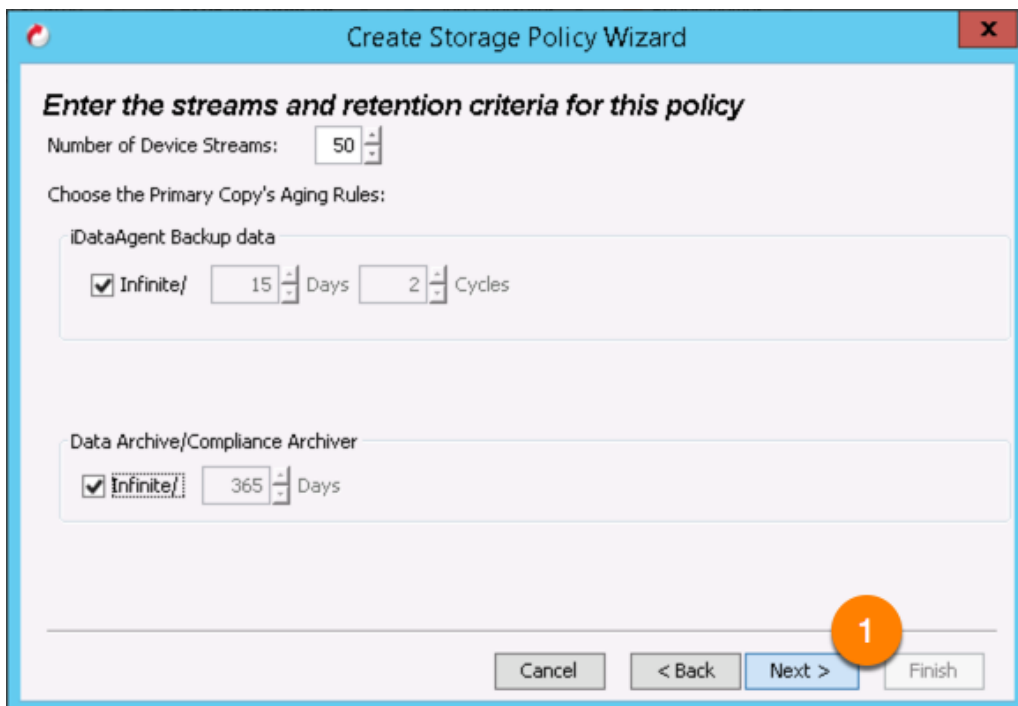 Create Storage Policy Wizard
x
Enter the streams and retention criteria for this policy
Number of Device Streams: 50
Choose the Primary Copy's Aging Rules:
iDataAgent Backup data
Infinite/ 15 Days 2 Cycles
Data Archive/Compliance Archiver
Infinite/ 365 Days
1
Cancel < Back Next > Finish